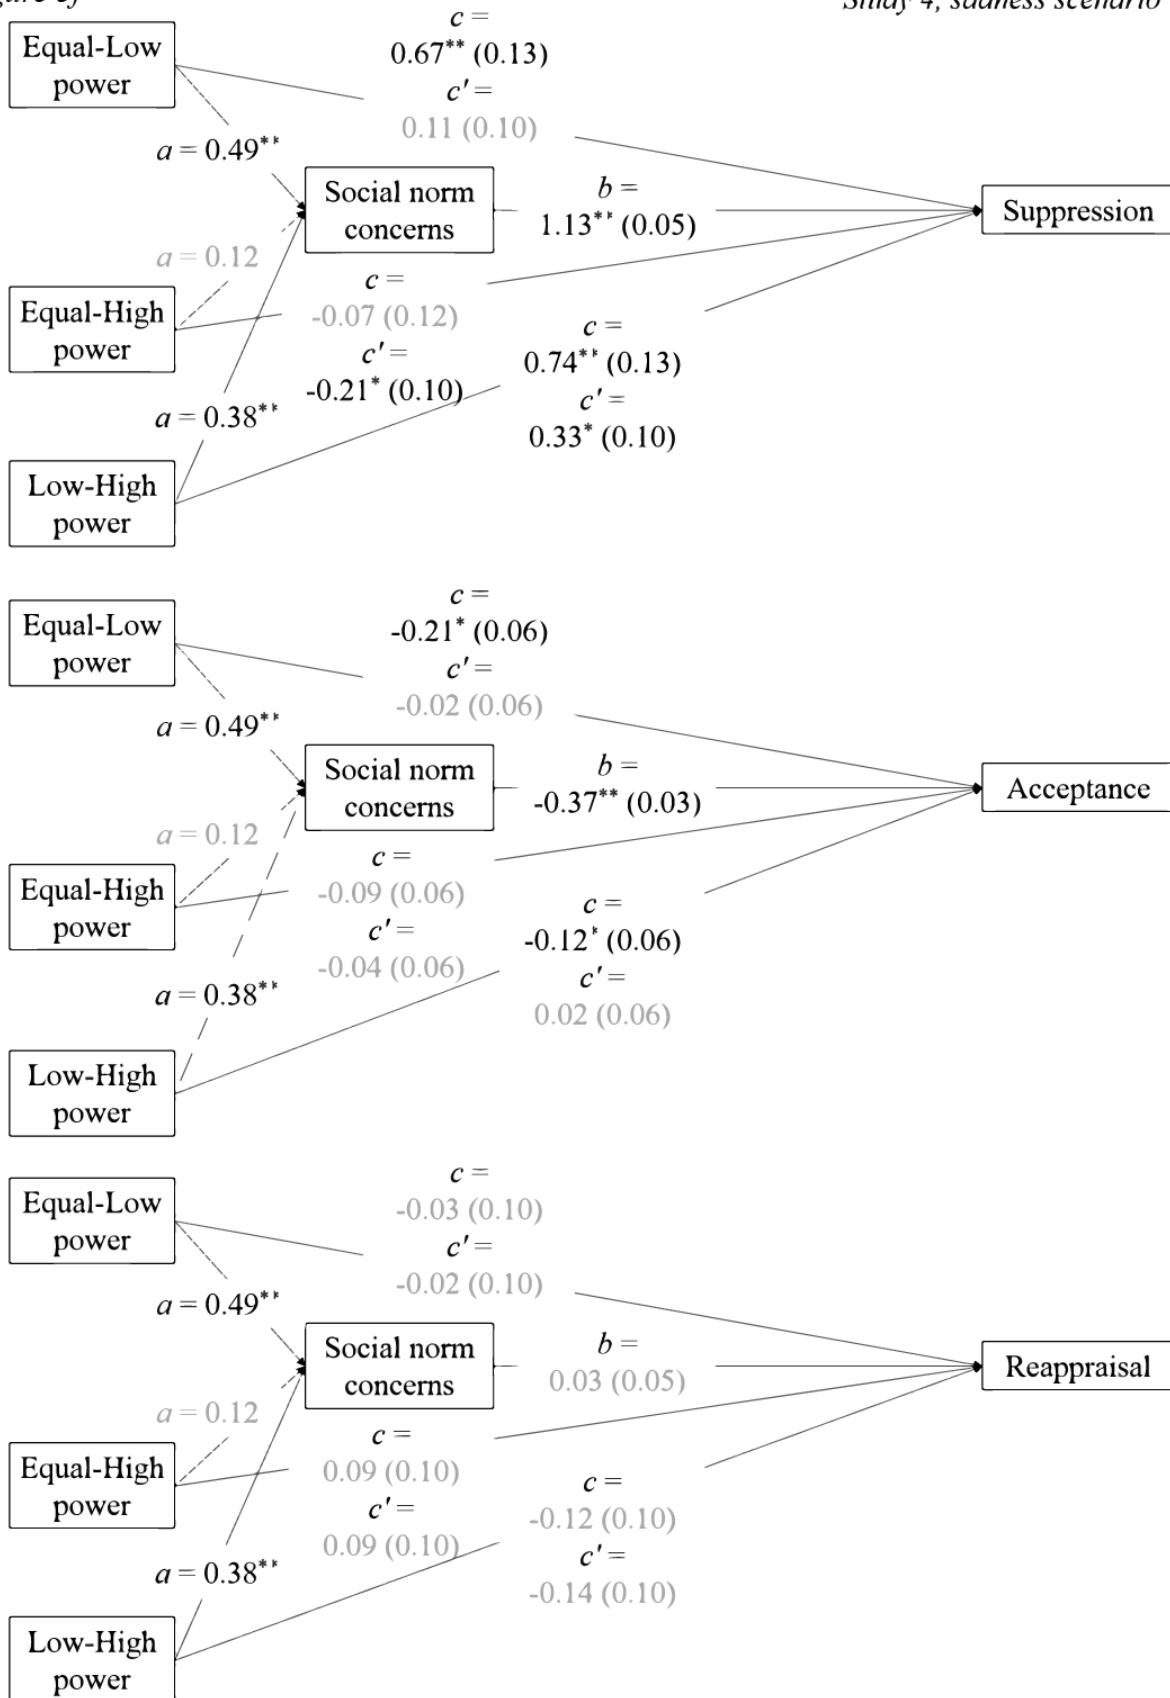 Study 4, sadness scenario
Equal-Low
power
c =
0.67** (0.13)
c' =
0.11 (0.10)
a = 0.49**
Social norm
concerns
b =
1.13** (0.05)
Suppression
a = 0.12
Equal-High
power
c =
-0.07 (0.12)
c' =
-0.21* (0.10)
c =
0.74** (0.13)
c' =
0.33* (0.10)
a = 0.38**
Low-High
power
Equal-Low
power
c =
-0.21* (0.06)
c' =
-0.02 (0.06)
a = 0.49**
Social norm
concerns
b =
-0.37** (0.03)
Acceptance
a = 0.12
Equal-High
power
c =
-0.09 (0.06)
c' =
-0.04 (0.06)
c =
-0.12* (0.06)
c' =
0.02 (0.06)
a = 0.38**
Low-High
power
Equal-Low
power
c =
-0.03 (0.10)
c' =
-0.02 (0.10)
a = 0.49**
Social norm
concerns
b =
0.03 (0.05)
Reappraisal
a = 0.12
Equal-High
power
c =
0.09 (0.10)
c' =
0.09 (0.10)
c =
-0.12 (0.10)
c' =
-0.14 (0.10)
a = 0.38**
Low-High
power